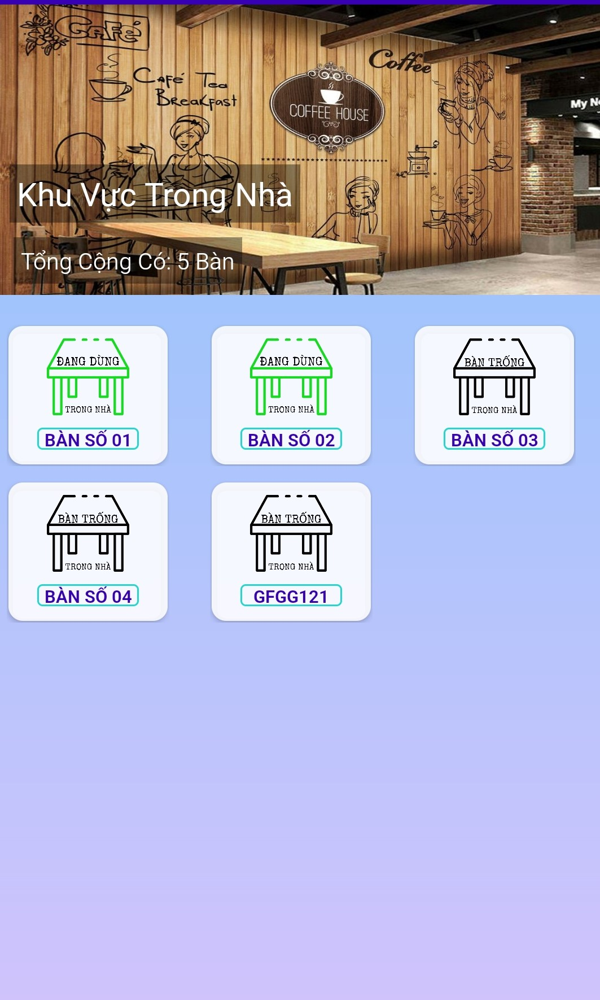 CAFÉ
Coffee
Café Tea
Breakfast
COFFEE HOUSE
My N
Khu Vực Trong Nhà
Tổng Cộng Có: 5 Bàn
ĐANG DÙNG
TRONG NHÀ
BÀN SỐ 01
ĐANG DÙNG
TRONG NHÀ
BÀN SỐ 02
BÀN TRỐNG
TRONG NHÀ
BÀN SỐ 03
BÀN TRỐNG
TRONG NHÀ
BÀN SỐ 04
BÀN TRỐNG
TRONG NHÀ
GFGG121